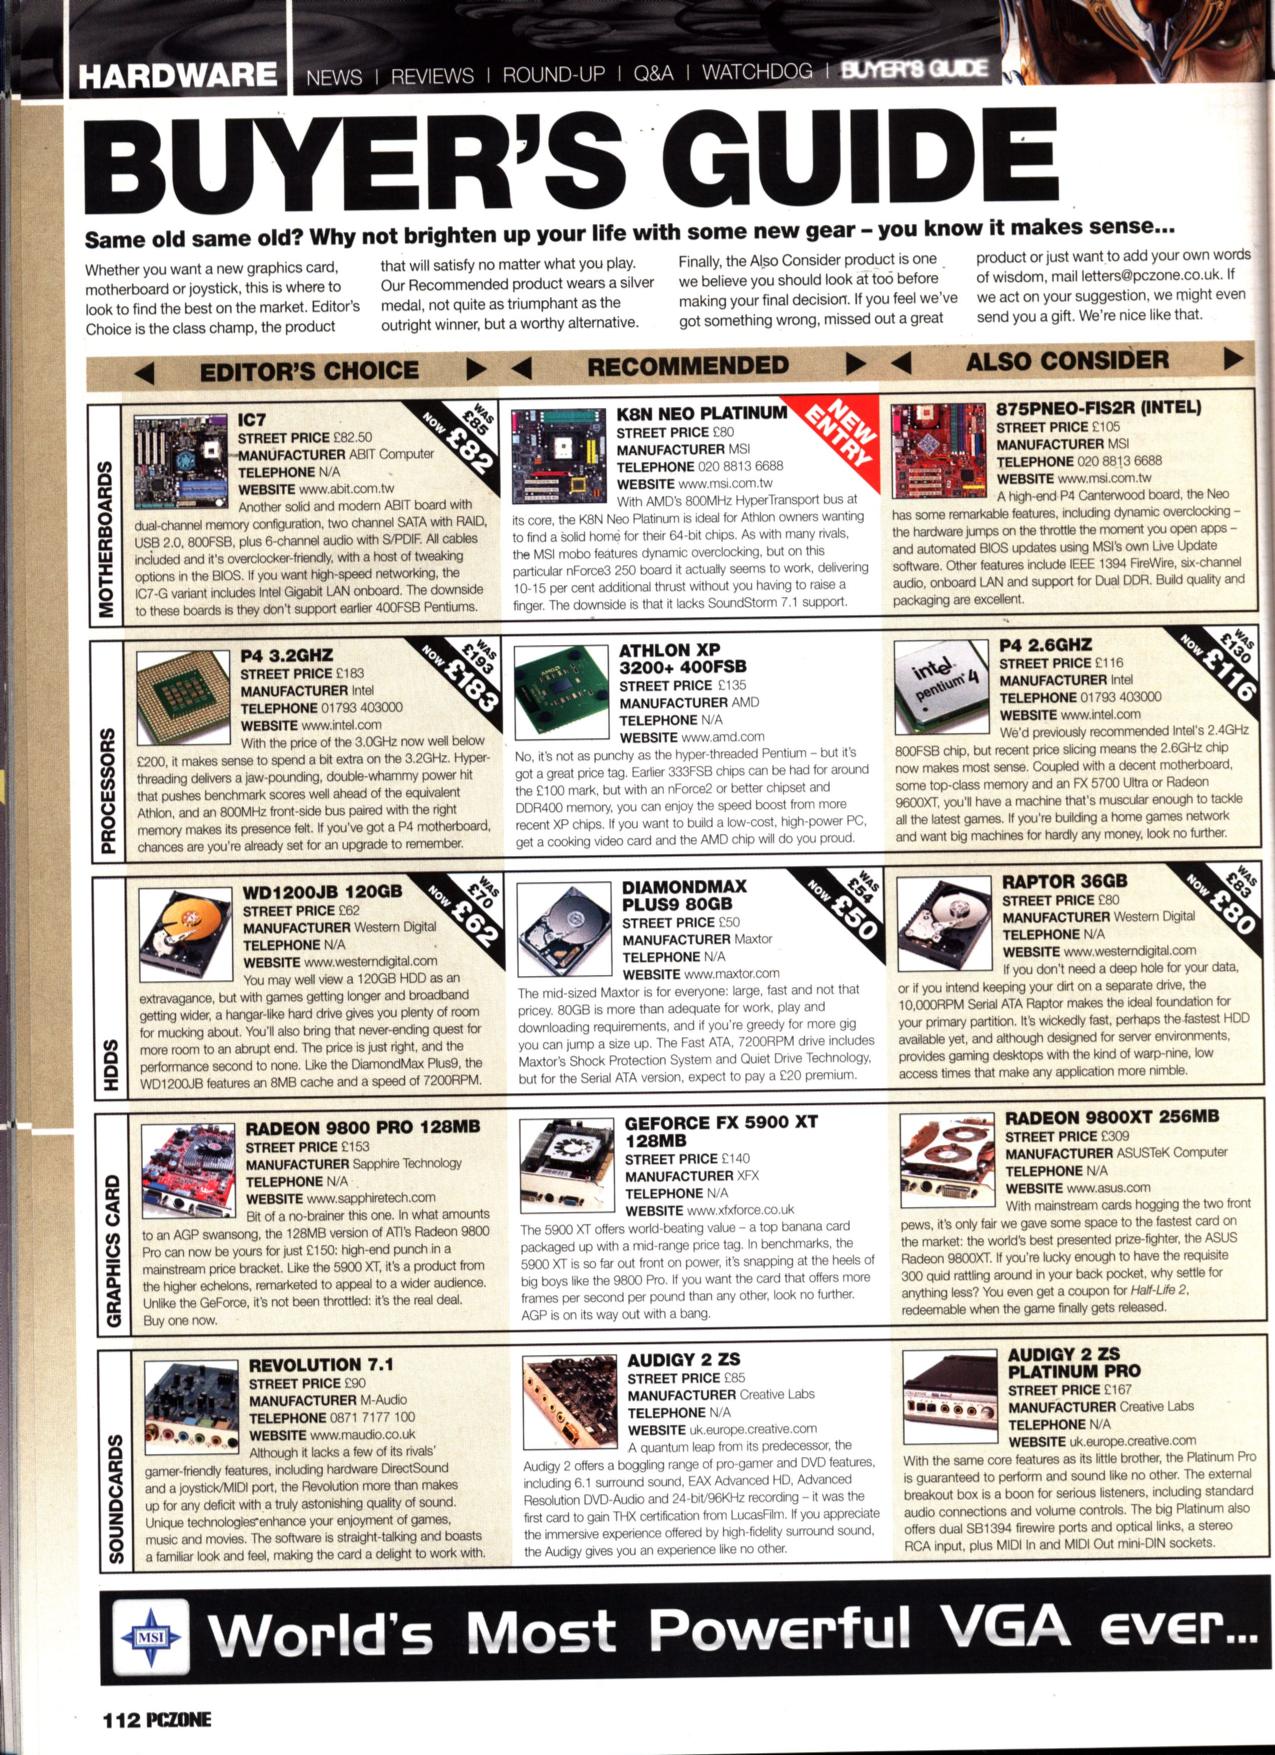 HARDWARE
NEWS | REVIEWS | ROUND-UP | Q&A | WATCHDOG | BUYER'S GUIDE
BUYER'S GUIDE
Same old same old? Why not brighten up your life with some new gear – you know it makes sense...
Whether you want a new graphics card,
motherboard or joystick, this is where to
look to find the best on the market. Editor's
Choice is the class champ, the product
that will satisfy no matter what you play.
Our Recommended product wears a silver
medal, not quite as triumphant as the
outright winner, but a worthy alternative.
Finally, the Also Consider product is one
we believe you should look at too before
making your final decision. If you feel we've
got something wrong, missed out a great
product or just want to add your own words
of wisdom, mail letters@pczone.co.uk. If
we act on your suggestion, we might even
send you a gift. We're nice like that.
EDITOR'S CHOICE
RECOMMENDED
ALSO CONSIDER
MOTHERBOARDS
IC7
STREET PRICE £82.50
MANUFACTURER ABIT Computer
TELEPHONE N/A
WEBSITE www.abit.com.tw
WAS £85
NOW £82
Another solid and modern ABIT board with
dual-channel memory configuration, two channel SATA with RAID,
USB 2.0, 800FSB, plus 6-channel audio with S/PDIF. All cables
included and it's overclocker-friendly, with a host of tweaking
options in the BIOS. If you want high-speed networking, the
IC7-G variant includes Intel Gigabit LAN onboard. The downside
to these boards is they don't support earlier 400FSB Pentiums.
K8N NEO PLATINUM
STREET PRICE £80
MANUFACTURER MSI
TELEPHONE 020 8813 6688
WEBSITE www.msi.com.tw
NEW
ENTRY
With AMD's 800MHz HyperTransport bus at
its core, the K8N Neo Platinum is ideal for Athlon owners wanting
to find a solid home for their 64-bit chips. As with many rivals,
the MSI mobo features dynamic overclocking, but on this
particular nForce3 250 board it actually seems to work, delivering
10-15 per cent additional thrust without you having to raise a
finger. The downside is that it lacks SoundStorm 7.1 support.
875PNEO-FIS2R (INTEL)
STREET PRICE £105
MANUFACTURER MSI
TELEPHONE 020 8813 6688
WEBSITE www.msi.com.tw
A high-end P4 Canterwood board, the Neo
has some remarkable features, including dynamic overclocking –
the hardware jumps on the throttle the moment you open apps –
and automated BIOS updates using MSI's own Live Update
software. Other features include IEEE 1394 FireWire, six-channel
audio, onboard LAN and support for Dual DDR. Build quality and
packaging are excellent.
PROCESSORS
P4 3.2GHZ
STREET PRICE £183
MANUFACTURER Intel
TELEPHONE 01793 403000
WEBSITE www.intel.com
WAS £193
NOW £183
With the price of the 3.0GHz now well below
£200, it makes sense to spend a bit extra on the 3.2GHz. Hyper-
threading delivers a jaw-pounding, double-whammy power hit
that pushes benchmark scores well ahead of the equivalent
Athlon, and an 800MHz front-side bus paired with the right
memory makes its presence felt. If you've got a P4 motherboard,
chances are you're already set for an upgrade to remember.
ATHLON XP
3200+ 400FSB
STREET PRICE £135
MANUFACTURER AMD
TELEPHONE N/A
WEBSITE www.amd.com
No, it's not as punchy as the hyper-threaded Pentium – but it's
got a great price tag. Earlier 333FSB chips can be had for around
the £100 mark, but with an nForce2 or better chipset and
DDR400 memory, you can enjoy the speed boost from more
recent XP chips. If you want to build a low-cost, high-power PC,
get a cooking video card and the AMD chip will do you proud.
intel
pentium 4
P4 2.6GHZ
STREET PRICE £116
MANUFACTURER Intel
TELEPHONE 01793 403000
WEBSITE www.intel.com
WAS £130
NOW £116
We'd previously recommended Intel's 2.4GHz
800FSB chip, but recent price slicing means the 2.6GHz chip
now makes most sense. Coupled with a decent motherboard,
some top-class memory and an FX 5700 Ultra or Radeon
9600XT, you'll have a machine that's muscular enough to tackle
all the latest games. If you're building a home games network
and want big machines for hardly any money, look no further.
HDDS
WD1200JB 120GB
STREET PRICE £62
MANUFACTURER Western Digital
TELEPHONE N/A
WEBSITE www.westerndigital.com
WAS £70
NOW £62
You may well view a 120GB HDD as an
extravagance, but with games getting longer and broadband
getting wider, a hangar-like hard drive gives you plenty of room
for mucking about. You'll also bring that never-ending quest for
more room to an abrupt end. The price is just right, and the
performance second to none. Like the DiamondMax Plus9, the
WD1200JB features an 8MB cache and a speed of 7200RPM.
DIAMONDMAX
PLUS9 80GB
STREET PRICE £50
MANUFACTURER Maxtor
TELEPHONE N/A
WEBSITE www.maxtor.com
WAS £54
NOW £50
The mid-sized Maxtor is for everyone: large, fast and not that
pricey. 80GB is more than adequate for work, play and
downloading requirements, and if you're greedy for more gig
you can jump a size up. The Fast ATA, 7200RPM drive includes
Maxtor's Shock Protection System and Quiet Drive Technology,
but for the Serial ATA version, expect to pay a £20 premium.
RAPTOR 36GB
STREET PRICE £80
MANUFACTURER Western Digital
TELEPHONE N/A
WEBSITE www.westerndigital.com
WAS £83
NOW £80
If you don't need a deep hole for your data,
or if you intend keeping your dirt on a separate drive, the
10,000RPM Serial ATA Raptor makes the ideal foundation for
your primary partition. It's wickedly fast, perhaps the fastest HDD
available yet, and although designed for server environments,
provides gaming desktops with the kind of warp-nine, low
access times that make any application more nimble.
GRAPHICS CARD
RADEON 9800 PRO 128MB
STREET PRICE £153
MANUFACTURER Sapphire Technology
TELEPHONE N/A
WEBSITE www.sapphiretech.com
Bit of a no-brainer this one. In what amounts
to an AGP swansong, the 128MB version of ATI's Radeon 9800
Pro can now be yours for just £150: high-end punch in a
mainstream price bracket. Like the 5900 XT, it's a product from
the higher echelons, remarketed to appeal to a wider audience.
Unlike the GeForce, it's not been throttled: it's the real deal.
Buy one now.
GEFORCE FX 5900 XT
128MB
STREET PRICE £140
MANUFACTURER XFX
TELEPHONE N/A
WEBSITE www.xfxforce.co.uk
The 5900 XT offers world-beating value – a top banana card
packaged up with a mid-range price tag. In benchmarks, the
5900 XT is so far out front on power, it's snapping at the heels of
big boys like the 9800 Pro. If you want the card that offers more
frames per second per pound than any other, look no further.
AGP is on its way out with a bang.
RADEON 9800XT 256MB
STREET PRICE £309
MANUFACTURER ASUSTeK Computer
TELEPHONE N/A
WEBSITE www.asus.com
With mainstream cards hogging the two front
pews, it's only fair we gave some space to the fastest card on
the market: the world's best presented prize-fighter, the ASUS
Radeon 9800XT. If you're lucky enough to have the requisite
300 quid rattling around in your back pocket, why settle for
anything less? You even get a coupon for Half-Life 2,
redeemable when the game finally gets released.
SOUNDCARDS
REVOLUTION 7.1
STREET PRICE £90
MANUFACTURER M-Audio
TELEPHONE 0871 7177 100
WEBSITE www.maudio.co.uk
Although it lacks a few of its rivals'
gamer-friendly features, including hardware DirectSound
and a joystick/MIDI port, the Revolution more than makes
up for any deficit with a truly astonishing quality of sound.
Unique technologies enhance your enjoyment of games,
music and movies. The software is straight-talking and boasts
a familiar look and feel, making the card a delight to work with.
AUDIGY 2 ZS
STREET PRICE £85
MANUFACTURER Creative Labs
TELEPHONE N/A
WEBSITE uk.europe.creative.com
A quantum leap from its predecessor, the
Audigy 2 offers a boggling range of pro-gamer and DVD features,
including 6.1 surround sound, EAX Advanced HD, Advanced
Resolution DVD-Audio and 24-bit/96KHz recording – it was the
first card to gain THX certification from LucasFilm. If you appreciate
the immersive experience offered by high-fidelity surround sound,
the Audigy gives you an experience like no other.
AUDIGY 2 ZS
PLATINUM PRO
STREET PRICE £167
MANUFACTURER Creative Labs
TELEPHONE N/A
WEBSITE uk.europe.creative.com
With the same core features as its little brother, the Platinum Pro
is guaranteed to perform and sound like no other. The external
breakout box is a boon for serious listeners, including standard
audio connections and volume controls. The big Platinum also
offers dual SB1394 firewire ports and optical links, a stereo
RCA input, plus MIDI In and MIDI Out mini-DIN sockets.
MSI
World's Most Powerful VGA ever...
112 PCZONE